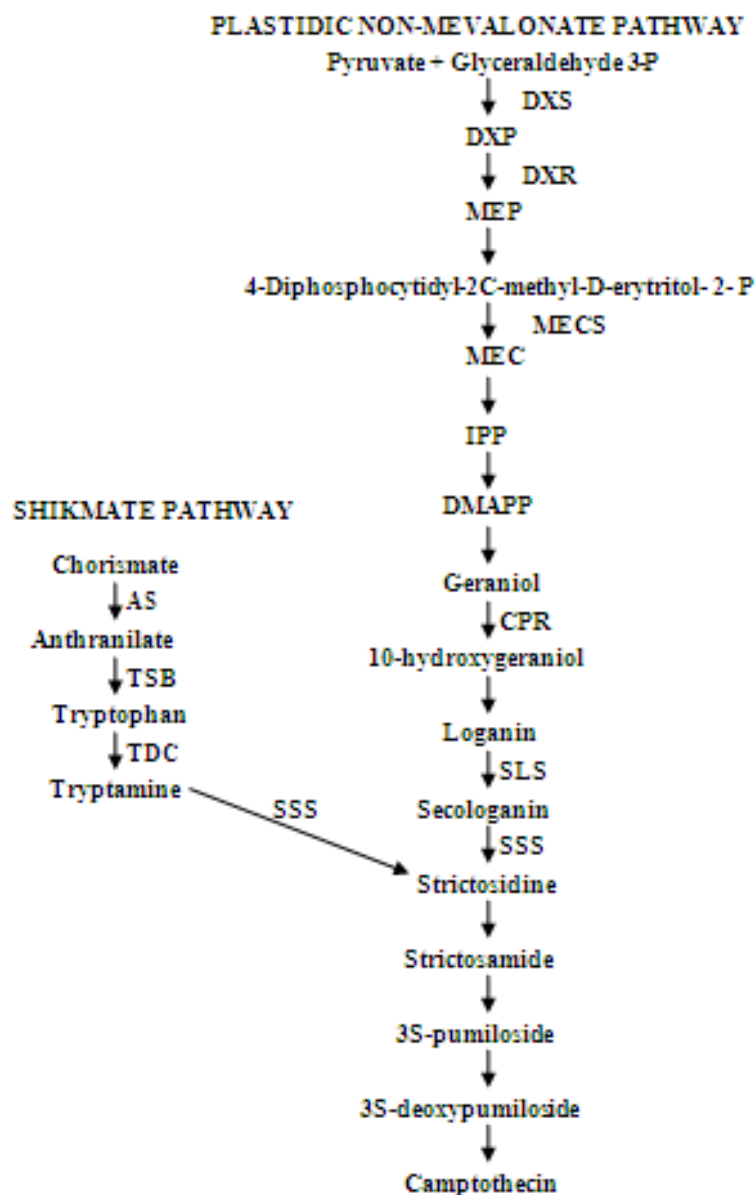 PLASTIDIC NON-MEVALONATE PATHWAY
Pyruvate + Glyceraldehyde 3-P
DXS
DXP
DXR
MEP
4-Diphosphocytidyl-2C-methyl-D-erytritol- 2- P
MECS
MEC
IPP
DMAPP
Geraniol
CPR
10-hydroxygeraniol
Loganin
SLS
Secologanin
SSS
SHIKMATE PATHWAY
Chorismate
AS
Anthranilate
TSB
Tryptophan
TDC
Tryptamine
SSS
Strictosidine
Strictosamide
3S-pumiloside
3S-deoxypumiloside
Camptothecin